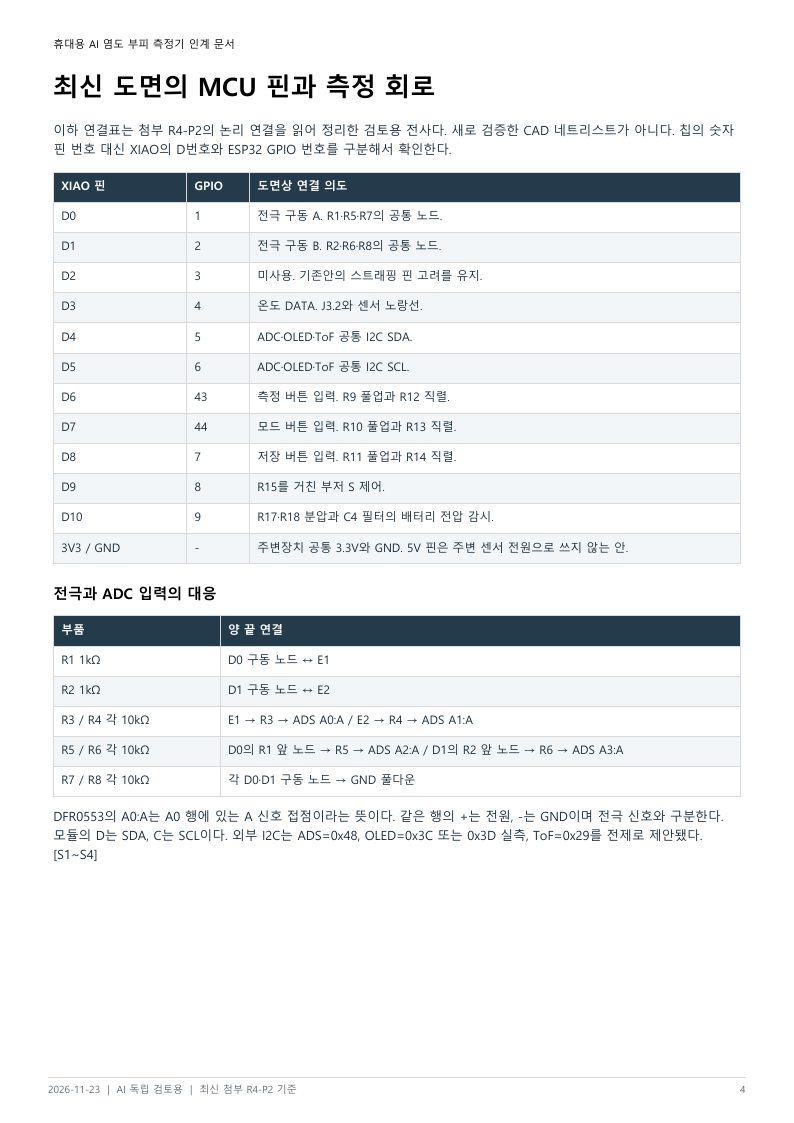 휴대용 AI 염도 부피 측정기 인계 문서
최신 도면의 MCU 핀과 측정 회로
이하 연결표는 첨부 R4-P2의 논리 연결을 읽어 정리한 검토용 전사다. 새로 검증한 CAD 네트리스트가 아니다. 칩의 숫자
핀 번호 대신 XIAO의 D번호와 ESP32 GPIO 번호를 구분해서 확인한다.
XIAO 핀 GPIO 도면상 연결 의도
D0 1 전극 구동 A. R1·R5·R7의 공통 노드.
D1 2 전극 구동 B. R2·R6·R8의 공통 노드.
D2 3 미사용. 기존안의 스트래핑 핀 고려를 유지.
D3 4 온도 DATA. J3.2와 센서 노랑선.
D4 5 ADC·OLED·ToF 공통 I2C SDA.
D5 6 ADC·OLED·ToF 공통 I2C SCL.
D6 43 측정 버튼 입력. R9 풀업과 R12 직렬.
D7 44 모드 버튼 입력. R10 풀업과 R13 직렬.
D8 7 저장 버튼 입력. R11 풀업과 R14 직렬.
D9 8 R15를 거친 부저 S 제어.
D10 9 R17·R18 분압과 C4 필터의 배터리 전압 감시.
3V3 / GND - 주변장치 공통 3.3V와 GND. 5V 핀은 주변 센서 전원으로 쓰지 않는 안.
전극과 ADC 입력의 대응
부품 양 끝 연결
R1 1kΩ D0 구동 노드 ↔ E1
R2 1kΩ D1 구동 노드 ↔ E2
R3 / R4 각 10kΩ E1 → R3 → ADS A0:A / E2 → R4 → ADS A1:A
R5 / R6 각 10kΩ D0의 R1 앞 노드 → R5 → ADS A2:A / D1의 R2 앞 노드 → R6 → ADS A3:A
R7 / R8 각 10kΩ 각 D0·D1 구동 노드 → GND 풀다운
DFR0553의 A0:A는 A0 행에 있는 A 신호 접점이라는 뜻이다. 같은 행의 +는 전원, -는 GND이며 전극 신호와 구분한다.
모듈의 D는 SDA, C는 SCL이다. 외부 I2C는 ADS=0x48, OLED=0x3C 또는 0x3D 실측, ToF=0x29를 전제로 제안됐다.
[S1~S4]
2026-11-23 | AI 독립 검토용 | 최신 첨부 R4-P2 기준 4